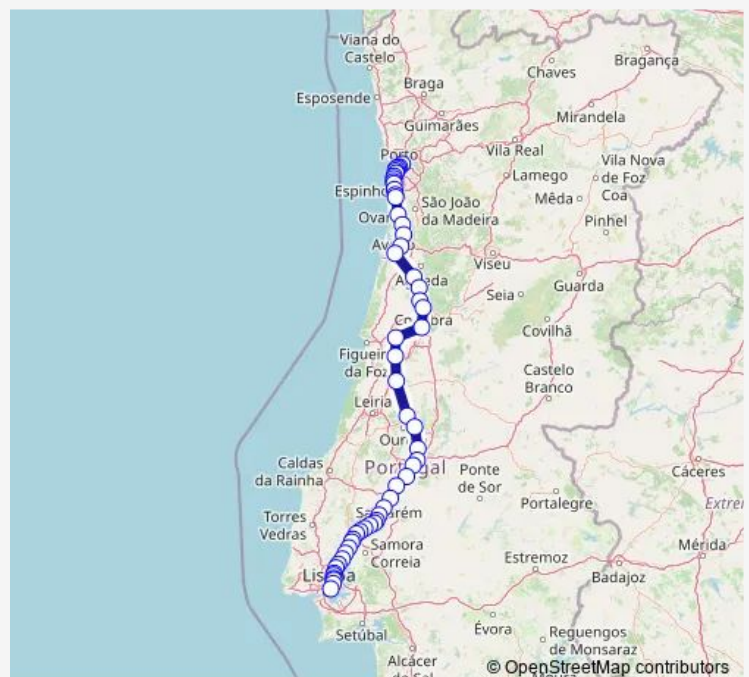 Viana do
Castelo
Bragança
Chaves
Braga
Esposende
Guimarães
Mirandela
Porto
Vila Real
Vila Nova
de Foz
Coa
Lamego
Espinho
Mêda
São João
da Madeira
Pinhel
Ovar
Viseu
Guarda
Seia
Covilhã
Figueira
da Foz
Castelo
Branco
Leiria
Portugal
Caldas
da Rainha
Ponte
de Sor
Cáceres
Portalegre
Torres
Vedras
Samora
Correia
Estremoz
Mérida
Badajoz
Setúbal
Évora
Reguengos
de Monsaraz
Alcácer
© OpenStreetMap contributors